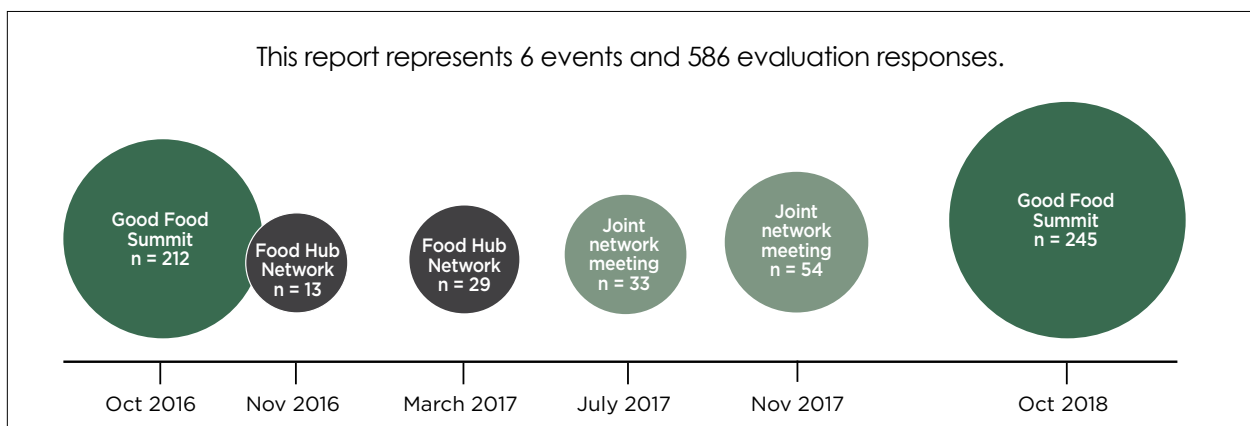 This report represents 6 events and 586 evaluation responses.
Good Food
Summit
n = 212
Food Hub
Network
n = 13
Food Hub
Network
n = 29
Joint
network
meeting
n = 33
Joint
network
meeting
n = 54
Good Food
Summit
n = 245
Oct 2016
Nov 2016
March 2017
July 2017
Nov 2017
Oct 2018